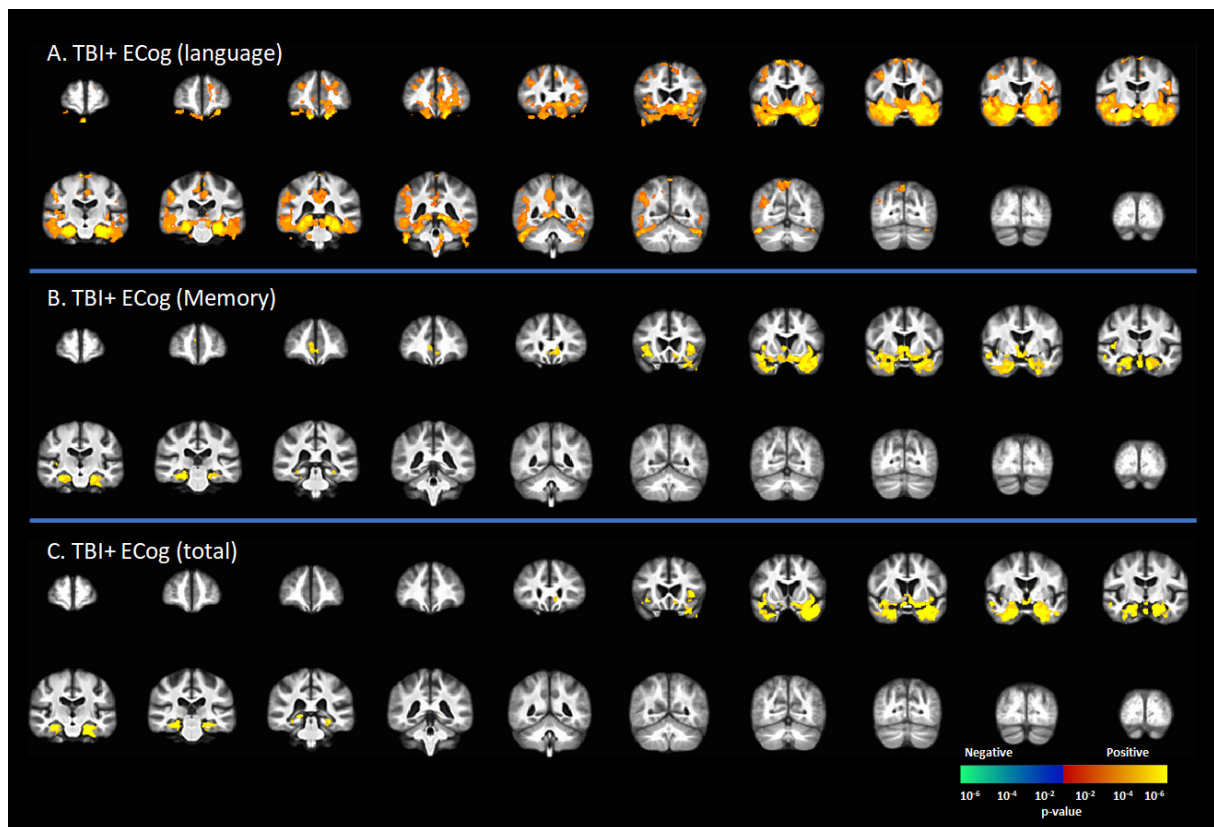 A. TBI+ ECog (language)
B. TBI+ ECog (Memory)
C. TBI+ ECog (total)
Negative Positive
10-6 10-4 10-2 10-2 10-4 10-6
p-value